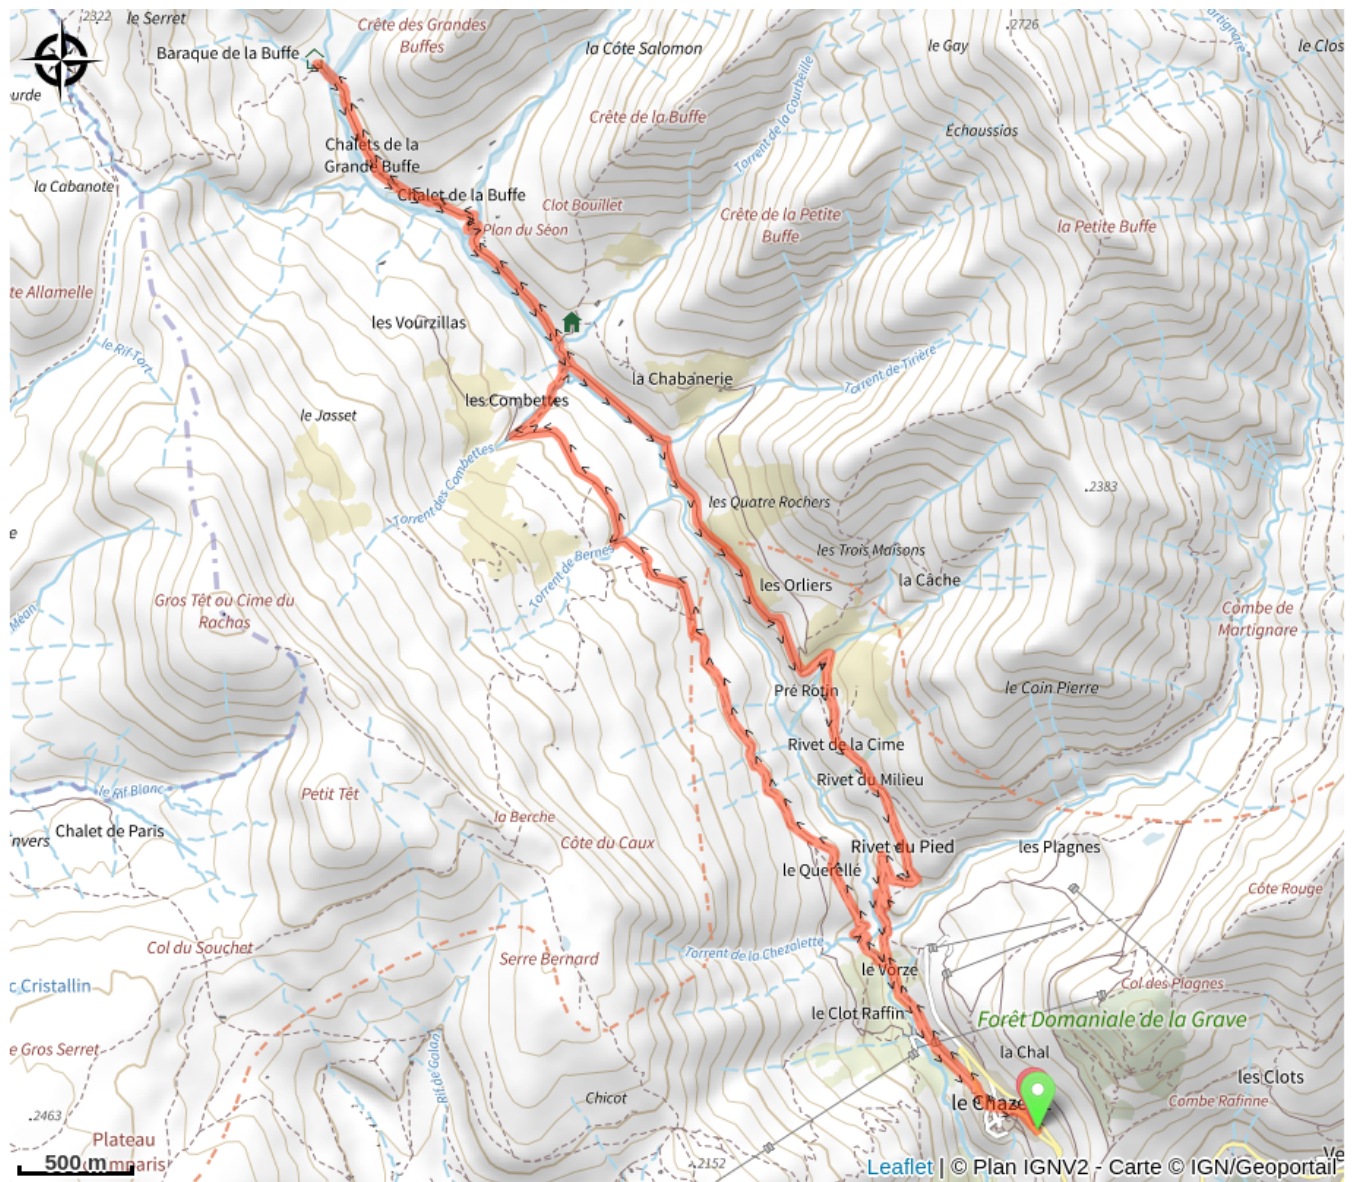 2322
le Serret
Crête des Grandes
Buffes
2726
Baraque de la Buffe
la Côte Salomon
le Gay
le Clos
urde
Crête de la Buffe
Torrent de la Courbeille
Échoussias
Chalets de la
Grande Buffe
la Cabanote
Chalet de la Buffe
Clot Bouillet
Plan du Séon
Crête de la Petite
Buffe
la Petite Buffe
te Allamelle
les Vourzillas
le Rif Tort
la Chabanerie
Torrent de Tirière
les Combettes
le Jasset
Torrent des Combettes
2383
les Quatre Rochers
e
les Trois Maisons
Torrent de Bernes
les Orliers
la Câche
Gros Têt ou Cime du
Rachas
Méan
Combe de
Martignare
Pré Rotin
le Coin Pierre
Rivet de la Cime
Rivet du Milieu
le Rif Blanc
Petit Têt
la Berche
Chalet de Paris
nvers
Côte du Caux
Rivet du Pied
les Plagnes
le Querellé
Côte Rouge
Col du Souchet
Torrent de la Chezalette
Serre Bernard
le Vorze
c Cristallin
Col des Plagnes
le Clot Raffin
Forêt Domaniale de la Grave
e Gros Serret
la Chal
Rif de Galan
les Clots
Chicot
le Chaze
Combe Rafinne
2463
Plateau
mparis
500 m
2152
Ve
Leaflet | © Plan IGNV2 - Carte © IGN/Geoportail